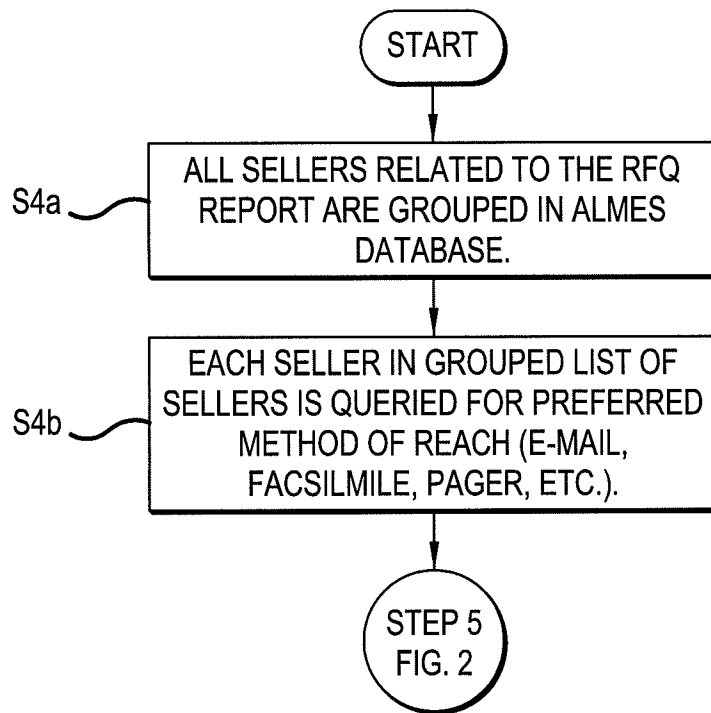 START
S4a
ALL SELLERS RELATED TO THE RFQ
REPORT ARE GROUPED IN ALMES
DATABASE.
S4b
EACH SELLER IN GROUPED LIST OF
SELLERS IS QUERIED FOR PREFERRED
METHOD OF REACH (E-MAIL,
FACSILMILE, PAGER, ETC.).
STEP 5
FIG. 2